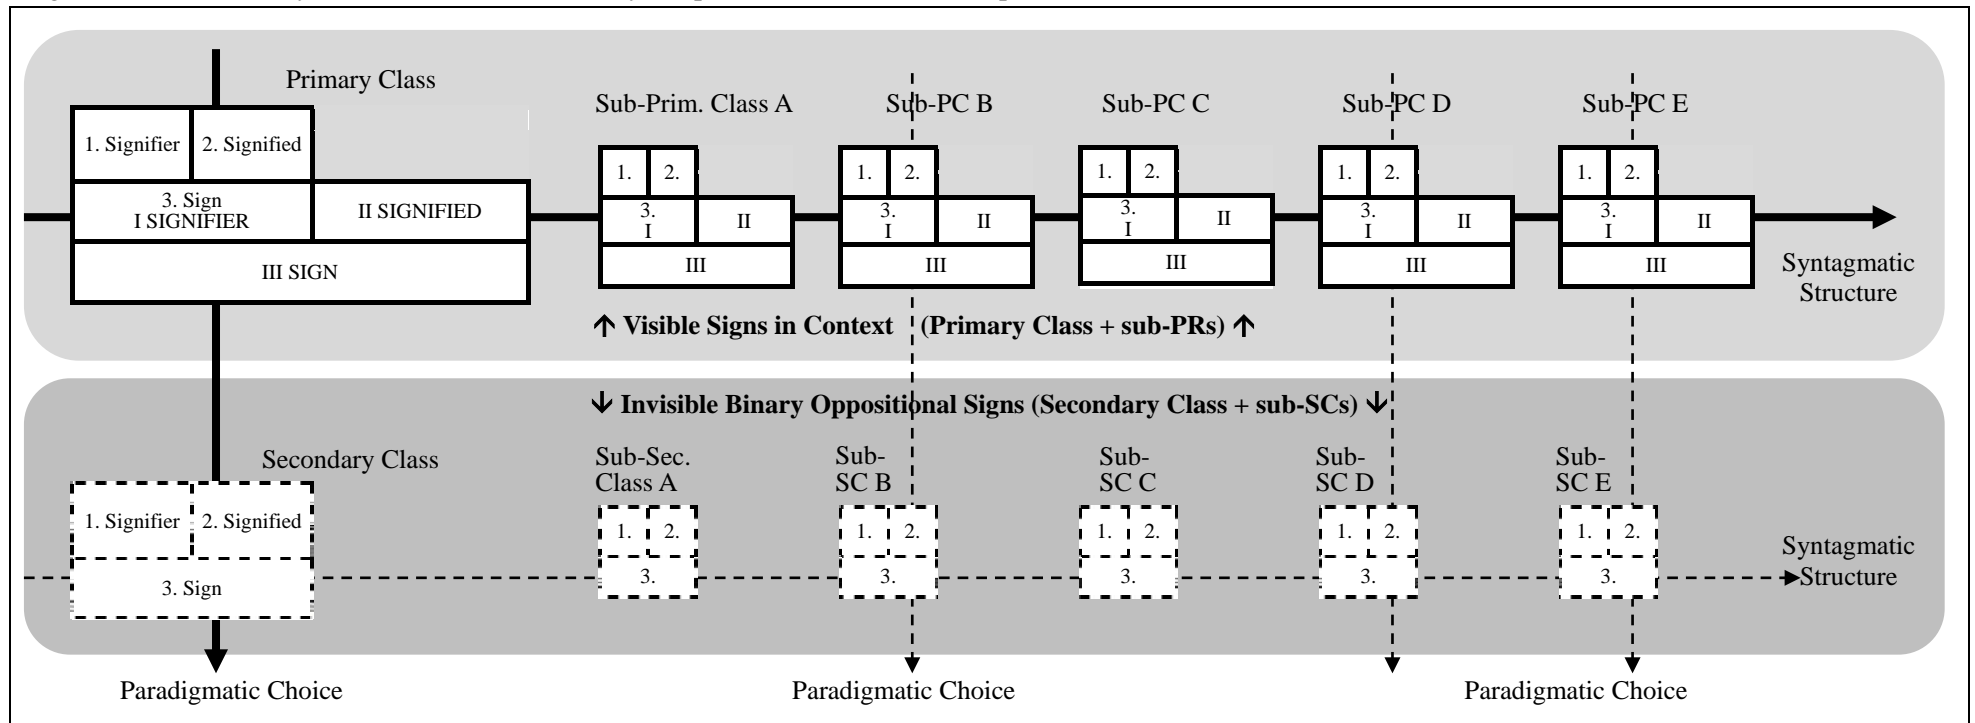 Primary Class
Sub-Prim. Class A
Sub-PC B
Sub-PC C
Sub-PC D
Sub-PC E
1. Signifier
2. Signified
3. Sign
I SIGNIFIER
II SIGNIFIED
III SIGN
1.
2.
3.
I
II
III
1.
2.
3.
I
II
III
1.
2.
3.
I
II
III
1.
2.
3.
I
II
III
1.
2.
3.
I
II
III
Syntagmatic
Structure
↑ Visible Signs in Context (Primary Class + sub-PRs) ↑
↓ Invisible Binary Oppositional Signs (Secondary Class + sub-SCs) ↓
Secondary Class
Sub-Sec.
Class A
Sub-
SC B
Sub-
SC C
Sub-
SC D
Sub-
SC E
1. Signifier
2. Signified
3. Sign
1.
2.
3.
1.
2.
3.
1.
2.
3.
1.
2.
3.
1.
2.
3.
Syntagmatic
Structure
Paradigmatic Choice
Paradigmatic Choice
Paradigmatic Choice